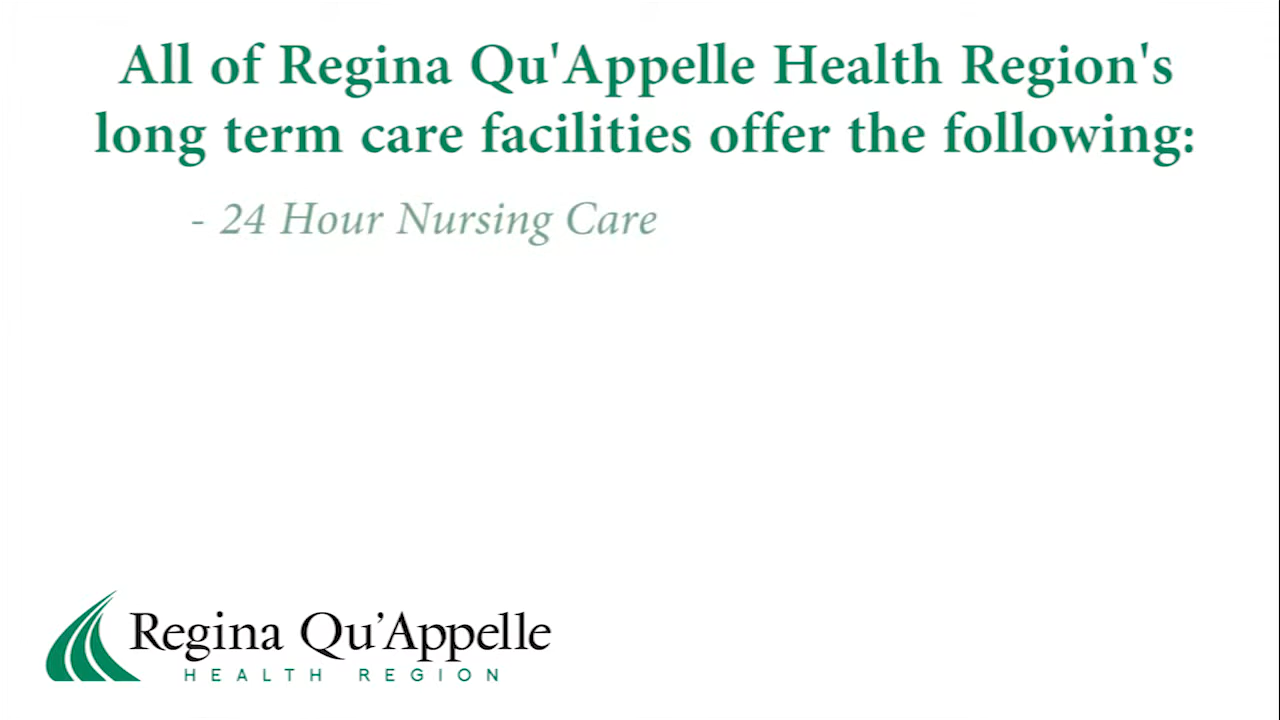 All of Regina Qu'Appelle Health Region's
long term care facilities offer the following:
- 24 Hour Nursing Care
Regina Qu’Appelle
HEALTH REGION